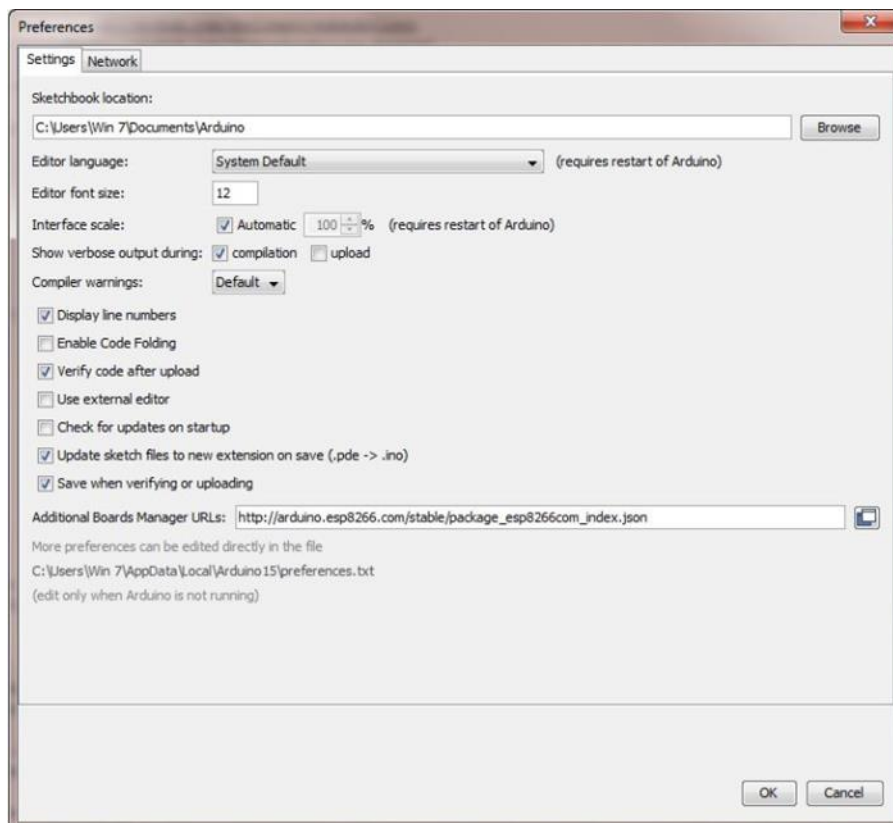 Preferences
Settings Network
Sketchbook location:
C:\Users\Win 7\Documents\Arduino Browse
Editor language: System Default (requires restart of Arduino)
Editor font size: 12
Interface scale: Automatic 100 % (requires restart of Arduino)
Show verbose output during: compilation upload
Compiler warnings: Default
Display line numbers
Enable Code Folding
Verify code after upload
Use external editor
Check for updates on startup
Update sketch files to new extension on save (.pde -> .ino)
Save when verifying or uploading
Additional Boards Manager URLs: http://arduino.esp8266.com/stable/package_esp8266com_index.json
More preferences can be edited directly in the file
C:\Users\Win 7\AppData\Local\Arduino15\preferences.txt
(edit only when Arduino is not running)
OK Cancel